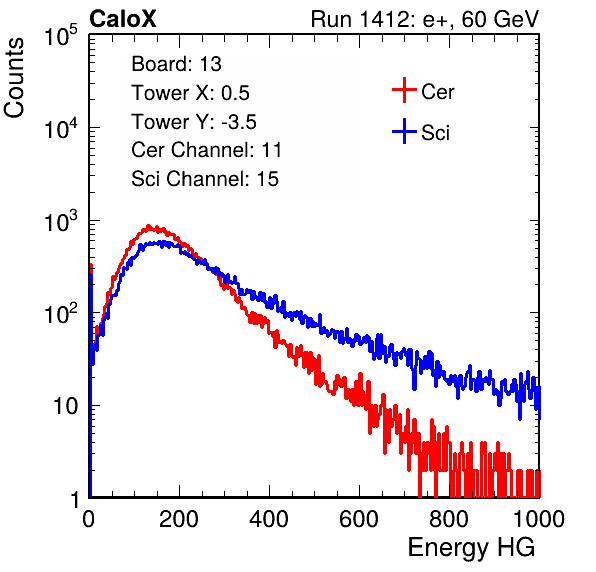 CaloX Run 1412: e+, 60 GeV
Counts
Board: 13
Tower X: 0.5
Tower Y: -3.5
Cer Channel: 11
Sci Channel: 15
Cer
Sci
10^5
10^4
10^3
10^2
10
1
0 200 400 600 800 1000
Energy HG